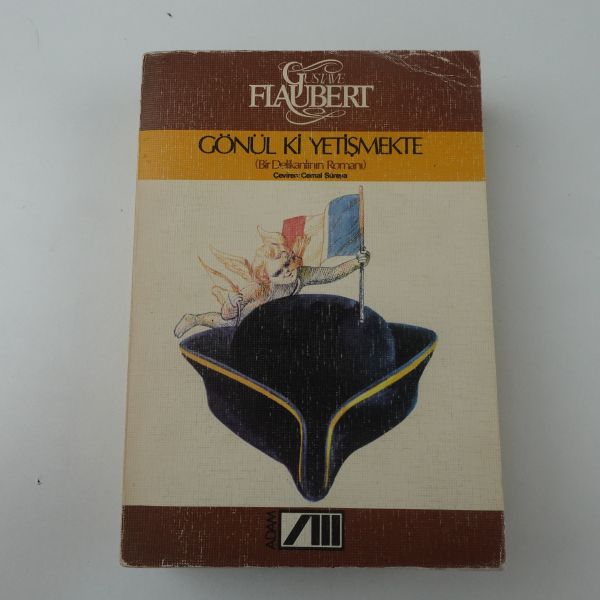 GUSTAVE
FLAUBERT
GÖNÜL Kİ YETİŞMEKTE
(Bir Delikanlının Romanı)
Çeviren: Cemal Süreya
ADAM